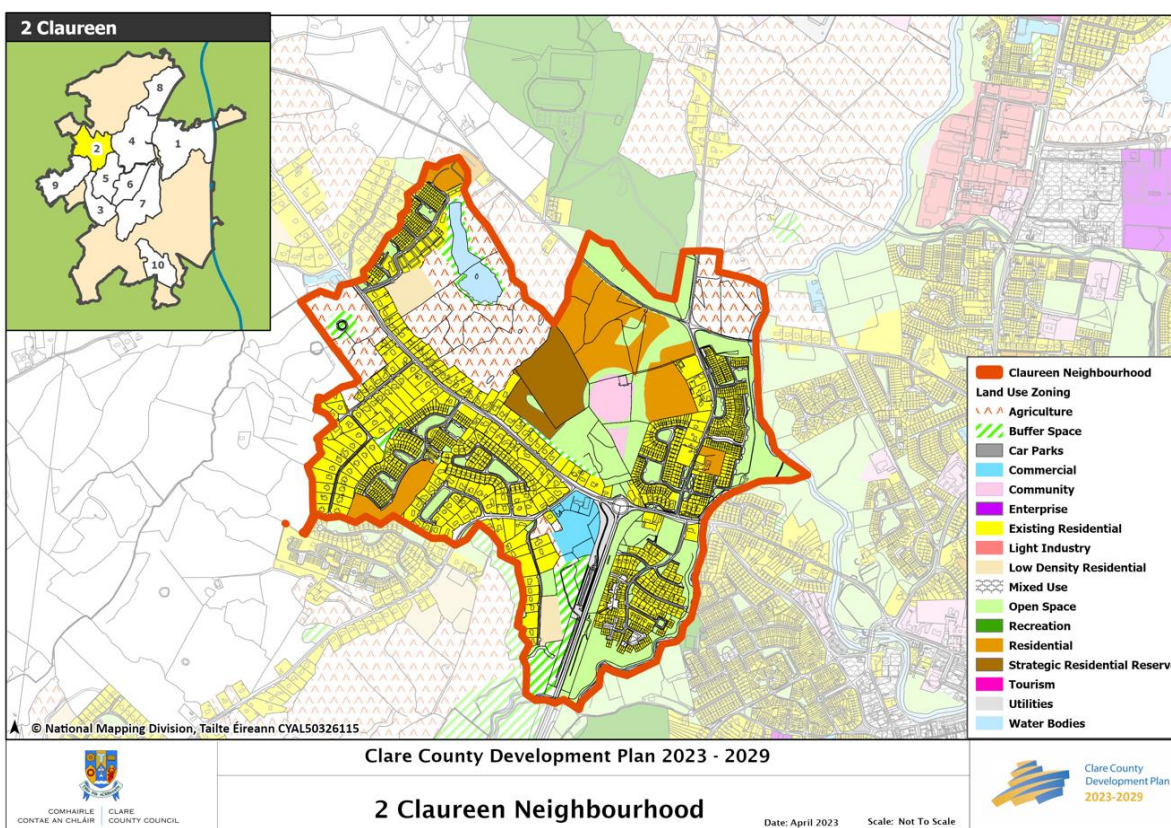 2 Claureen
8
4
1
2
9
5
6
3
7
10
Claureen Neighbourhood
Land Use Zoning
Agriculture
Buffer Space
Car Parks
Commercial
Community
Enterprise
Existing Residential
Light Industry
Low Density Residential
Mixed Use
Open Space
Recreation
Residential
Strategic Residential Reserv
Tourism
Utilities
Water Bodies
© National Mapping Division, Tailte Éireann CYAL50326115
COMHAIRLE CONTAE AN CHLÁIR
CLARE COUNTY COUNCIL
Clare County Development Plan 2023 - 2029
2 Claureen Neighbourhood
Date: April 2023
Scale: Not To Scale
Clare County
Development Plan
2023-2029